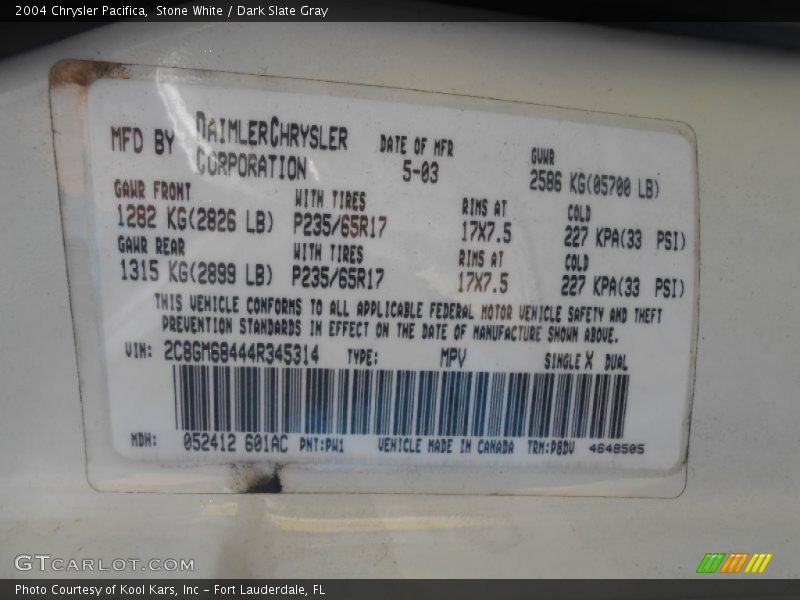 2004 Chrysler Pacifica,  Stone White / Dark Slate Gray
MFD BY DAIMLERCHRYSLER CORPORATION
DATE OF MFR 5-03
GVWR 2586 KG(05700 LB)
GAWR FRONT WITH TIRES RIMS AT COLD
1282 KG(2826 LB) P235/65R17 17X7.5 227 KPA(33 PSI)
GAWR REAR WITH TIRES RIMS AT COLD
1315 KG(2899 LB) P235/65R17 17X7.5 227 KPA(33 PSI)
THIS VEHICLE CONFORMS TO ALL APPLICABLE FEDERAL MOTOR VEHICLE SAFETY AND THEFT
PREVENTION STANDARDS IN EFFECT ON THE DATE OF MANUFACTURE SHOWN ABOVE.
VIN: 2C8GM68444R345314 TYPE: MPV SINGLE X DUAL
MDH: 052412 601AC PNT:PW1 VEHICLE MADE IN CANADA TRM:P8DV 4648505
GTCARLOT.COM
Photo Courtesy of Kool Kars, Inc - Fort Lauderdale, FL